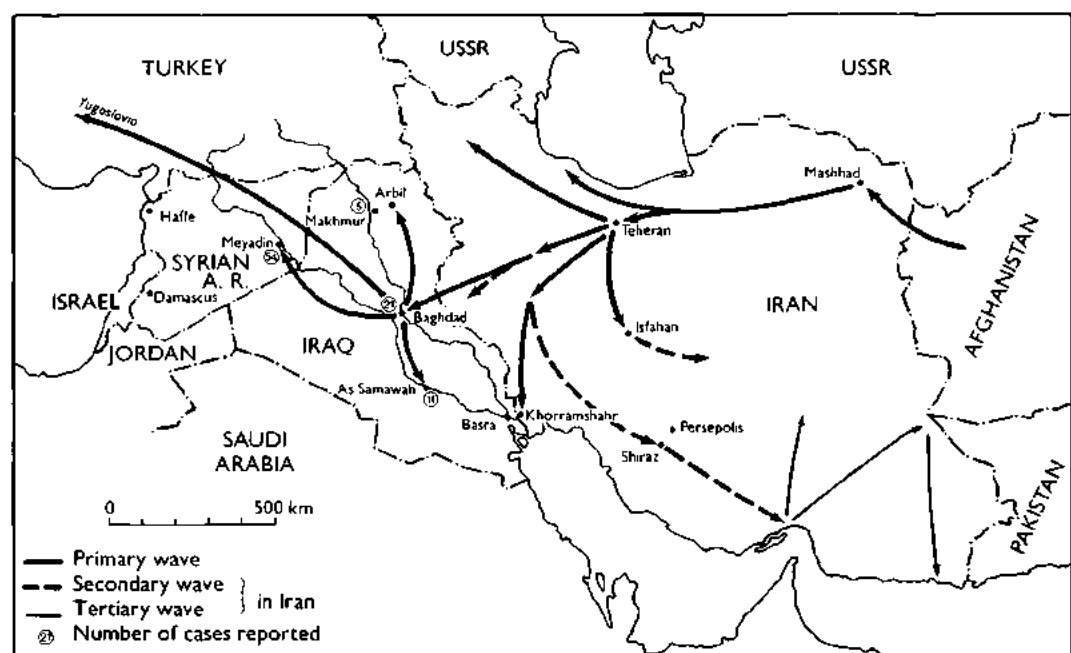 USSR
USSR
TURKEY
Yugoslavia
Mashhad
Arbil
5
Makhmur
Haffe
Teheran
Meyadin
54
SYRIAN
A. R.
AFGHANISTAN
ISRAEL
Damascus
21
Baghdad
IRAN
JORDAN
IRAQ
Isfahan
As Samawah
11
Basra
Khorramshahr
Persepolis
Shiraz
SAUDI
ARABIA
PAKISTAN
0 500 km
Primary wave
Secondary wave
Tertiary wave
in Iran
21 Number of cases reported